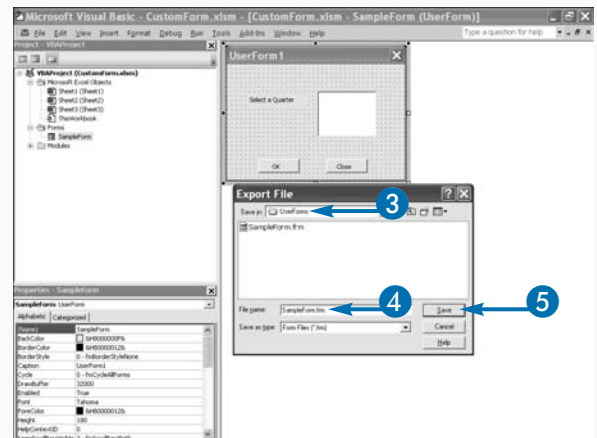 Microsoft Visual Basic - CustomForm.xlsm - [CustomForm.xlsm - SampleForm (UserForm)]
File Edit View Insert Format Debug Run Tools Add-Ins Window Help
Type a question for help
Project - VBAProject
VBAProject (CustomForm.xlsm)
Microsoft Excel Objects
Sheet1 (Sheet1)
Sheet2 (Sheet2)
Sheet3 (Sheet3)
ThisWorkbook
Forms
SampleForm
Modules
UserForm1
Select a Quarter
OK Close
Export File
Save in: UserForms
3
SampleForm.frm
File name: SampleForm.frm
4
Save
5
Save as type: Form Files (*.frm)
Cancel
Help
Properties - SampleForm
SampleForm UserForm
Alphabetic Categorized
(Name) SampleForm
BackColor &H8000000F&
BorderColor &H80000012&
BorderStyle 0 - fmBorderStyleNone
Caption UserForm1
Cycle 0 - fmCycleAllForms
DrawBuffer 32000
Enabled True
Font Tahoma
ForeColor &H80000012&
Height 180
HelpContextID 0